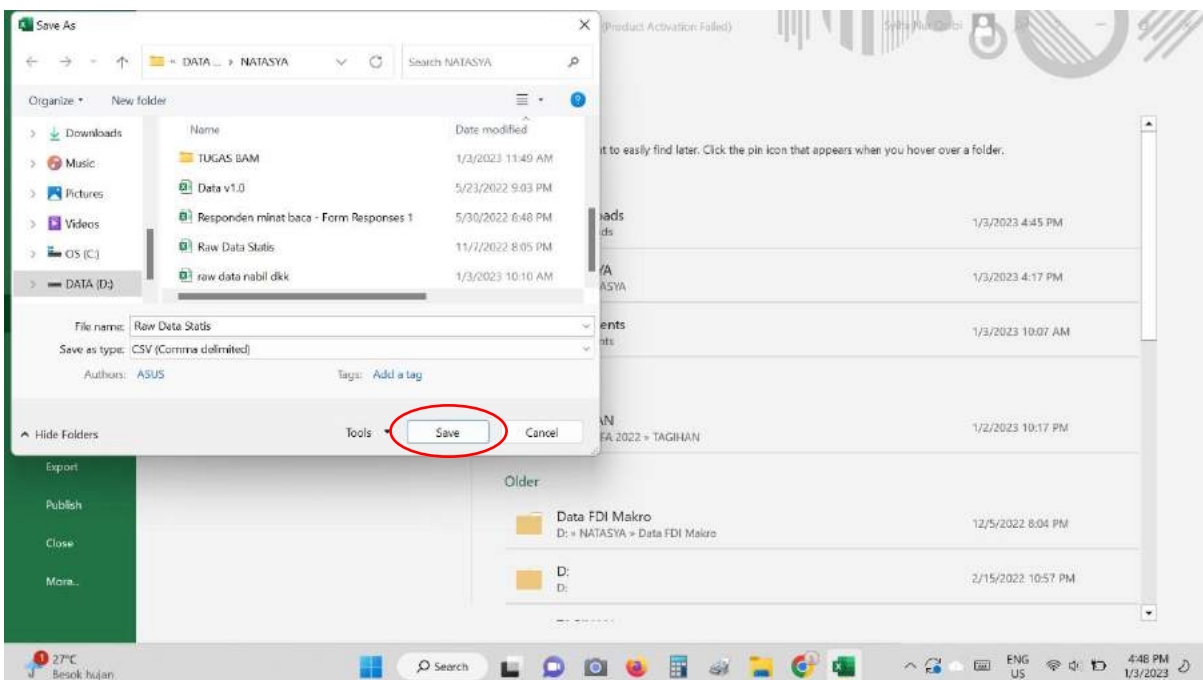 Save As
(Product Activation Failed)
« DATA ... › NATASYA
Search NATASYA
Organize
New folder
Name
Date modified
Downloads
Music
Pictures
Videos
OS (C:)
DATA (D:)
TUGAS BAM
1/3/2023 11:49 AM
Data v1.0
5/23/2022 9:03 PM
Responden minat baca - Form Responses 1
5/30/2022 8:48 PM
Raw Data Statis
11/7/2022 8:05 PM
raw data nabil dkk
1/3/2023 10:10 AM
File name: Raw Data Statis
Save as type: CSV (Comma delimited)
Authors: ASUS
Tags: Add a tag
Hide Folders
Tools
Save
Cancel
t to easily find later. Click the pin icon that appears when you hover over a folder.
ads
ds
1/3/2023 4:45 PM
YA
ASYA
1/3/2023 4:17 PM
ents
nts
1/3/2023 10:07 AM
AN
FA 2022 » TAGIHAN
1/2/2023 10:17 PM
Older
Data FDI Makro
D: » NATASYA » Data FDI Makro
12/5/2022 8:04 PM
D:
D:
2/15/2022 10:57 PM
Export
Publish
Close
More...
1
27°C
Besok hujan
Search
ENG
US
4:48 PM
1/3/2023